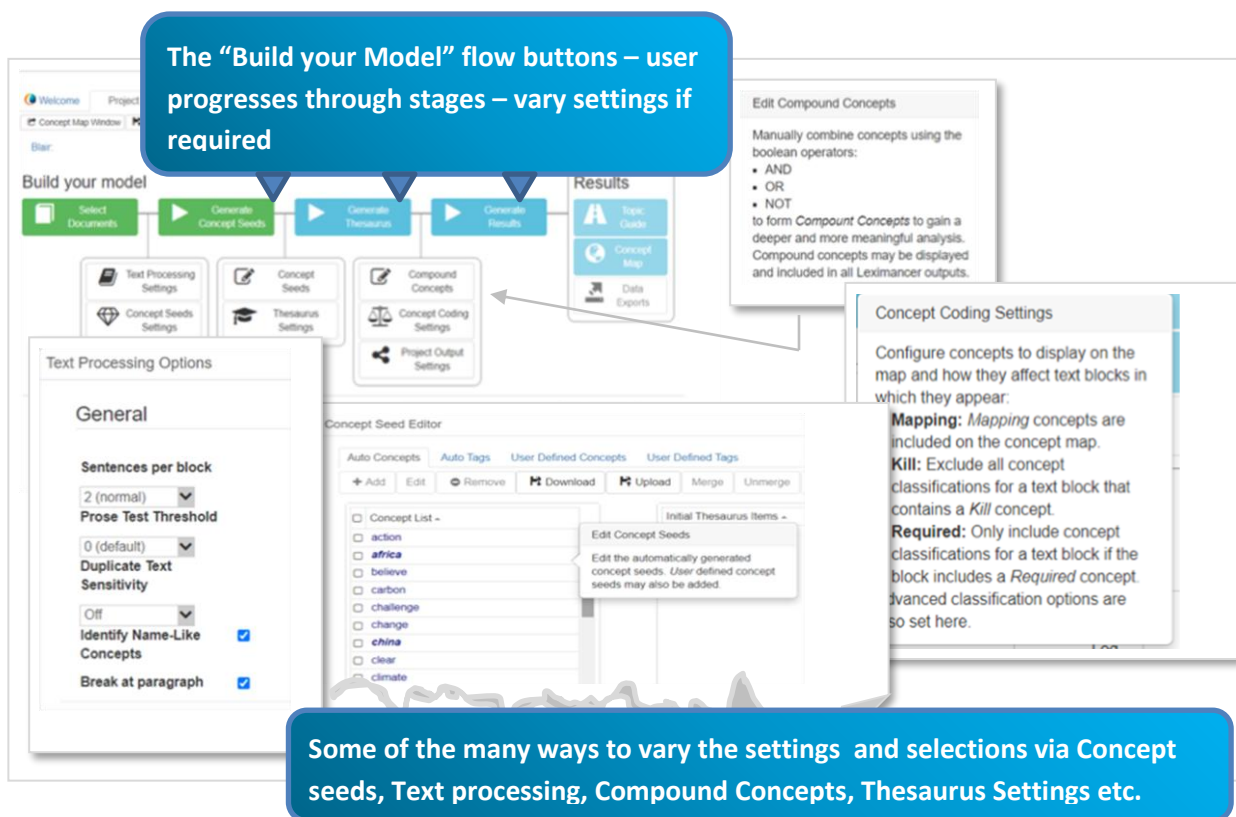 The “Build your Model” flow buttons – user
progresses through stages – vary settings if
required
Welcome
Project
Concept Map Window
Blair:
Build your model
Select
Documents
Generate
Concept Seeds
Generate
Thesaurus
Generate
Results
Results
Topic
Guide
Concept
Map
Data
Exports
Text Processing
Settings
Concept Seeds
Settings
Concept
Seeds
Thesaurus
Settings
Compound
Concepts
Concept Coding
Settings
Project Output
Settings
Edit Compound Concepts
Manually combine concepts using the
boolean operators:
• AND
• OR
• NOT
to form Compount Concepts to gain a
deeper and more meaningful analysis.
Compound concepts may be displayed
and included in all Leximancer outputs.
Concept Coding Settings
Configure concepts to display on the
map and how they affect text blocks in
which they appear:
Mapping: Mapping concepts are
included on the concept map.
Kill: Exclude all concept
classifications for a text block that
contains a Kill concept.
Required: Only include concept
classifications for a text block if the
block includes a Required concept.
dvanced classification options are
so set here.
Log
Text Processing Options
General
Sentences per block
2 (normal)
Prose Test Threshold
0 (default)
Duplicate Text
Sensitivity
Off
Identify Name-Like
Concepts
Break at paragraph
Concept Seed Editor
Auto Concepts Auto Tags User Defined Concepts User Defined Tags
+ Add Edit Remove Download Upload Merge Unmerge
Concept List
Initial Thesaurus Items
action
africa
believe
carbon
challenge
change
china
clear
climate
Edit Concept Seeds
Edit the automatically generated
concept seeds. User defined concept
seeds may also be added.
Some of the many ways to vary the settings and selections via Concept
seeds, Text processing, Compound Concepts, Thesaurus Settings etc.